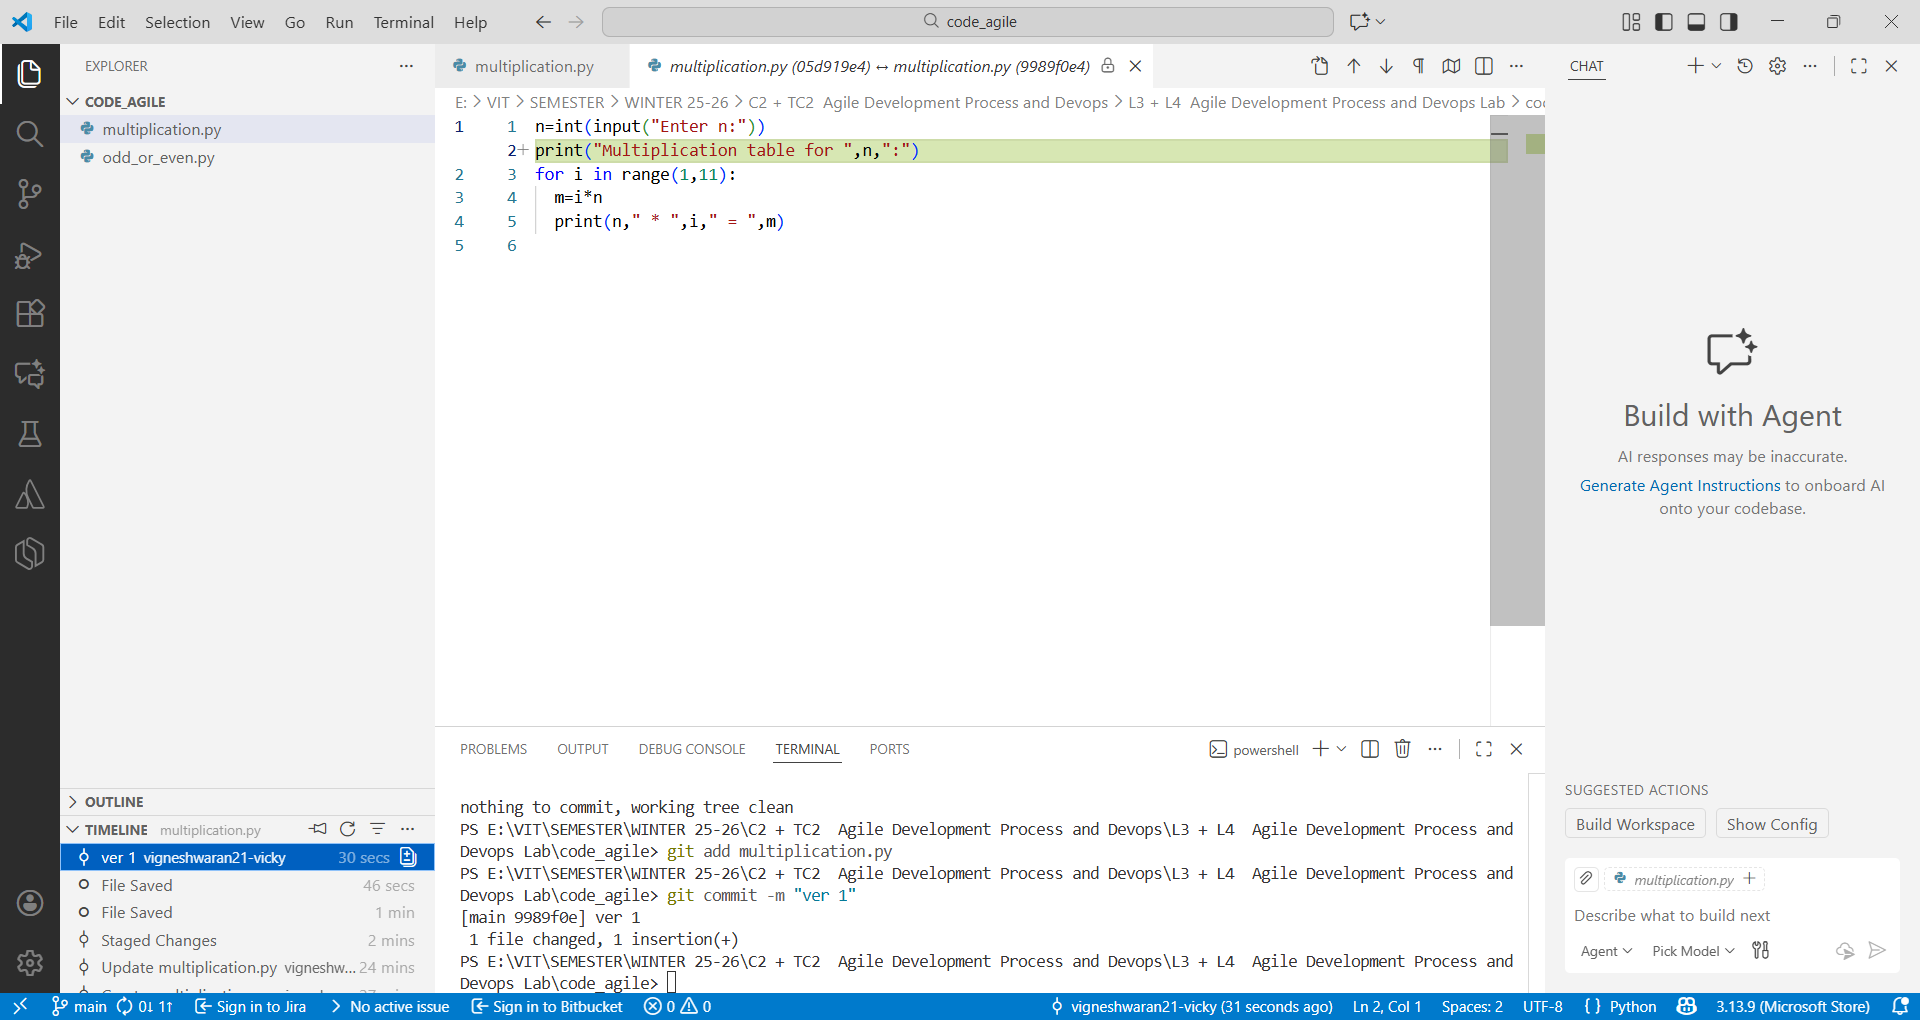 File Edit Selection View Go Run Terminal Help
code_agile
EXPLORER
CODE_AGILE
multiplication.py
odd_or_even.py
OUTLINE
TIMELINE multiplication.py
ver 1 vigneshwaran21-vicky 30 secs
File Saved 46 secs
File Saved 1 min
Staged Changes 2 mins
Update multiplication.py vigneshw... 24 mins
multiplication.py
multiplication.py (05d919e4) ↔ multiplication.py (9989f0e4)
E: > VIT > SEMESTER > WINTER 25-26 > C2 + TC2 Agile Development Process and Devops > L3 + L4 Agile Development Process and Devops Lab > coc
1 1 n=int(input("Enter n:"))
2+ print("Multiplication table for ",n,":")
2 3 for i in range(1,11):
3 4 m=i*n
4 5 print(n," * ",i," = ",m)
5 6
PROBLEMS OUTPUT DEBUG CONSOLE TERMINAL PORTS
powershell
nothing to commit, working tree clean
PS E:\VIT\SEMESTER\WINTER 25-26\C2 + TC2  Agile Development Process and Devops\L3 + L4  Agile Development Process and
Devops Lab\code_agile> git add multiplication.py
PS E:\VIT\SEMESTER\WINTER 25-26\C2 + TC2  Agile Development Process and Devops\L3 + L4  Agile Development Process and
Devops Lab\code_agile> git commit -m "ver 1"
[main 9989f0e] ver 1
1 file changed, 1 insertion(+)
PS E:\VIT\SEMESTER\WINTER 25-26\C2 + TC2  Agile Development Process and Devops\L3 + L4  Agile Development Process and
Devops Lab\code_agile>
CHAT
Build with Agent
AI responses may be inaccurate.
Generate Agent Instructions to onboard AI
onto your codebase.
SUGGESTED ACTIONS
Build Workspace Show Config
multiplication.py
Describe what to build next
Agent Pick Model
main 0↓ 1↑ Sign in to Jira No active issue Sign in to Bitbucket 0 0 vigneshwaran21-vicky (31 seconds ago) Ln 2, Col 1 Spaces: 2 UTF-8 {} Python 3.13.9 (Microsoft Store)